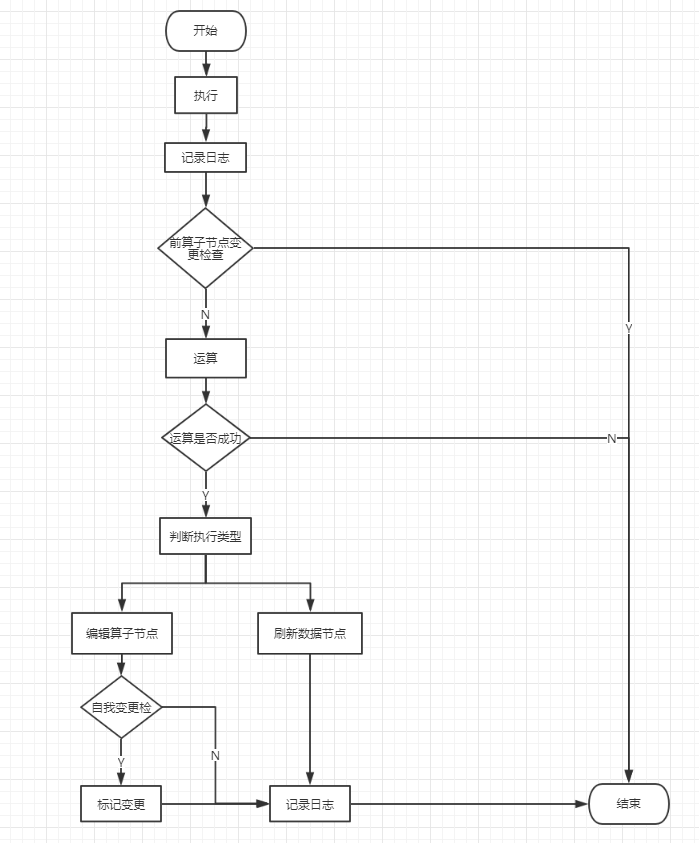 开始
执行
记录日志
前算子节点变
更检查
Y
N
运算
运算是否成功
N
Y
判断执行类型
编辑算子节点
刷新数据节点
自我变更检
N
Y
标记变更
记录日志
结束